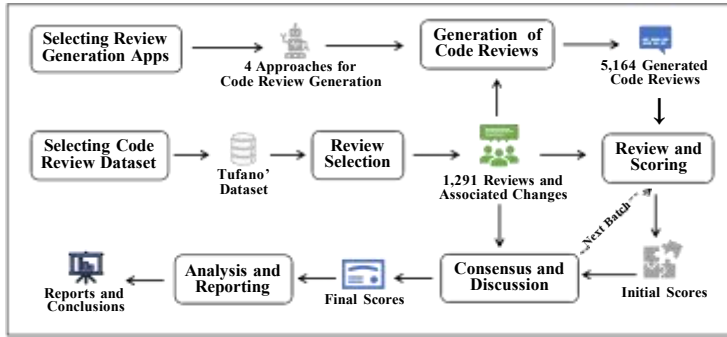 Selecting Review
Generation Apps
4 Approaches for
Code Review Generation
Generation of
Code Reviews
5,164 Generated
Code Reviews
Selecting Code
Review Dataset
Tufano'
Dataset
Review
Selection
1,291 Reviews and
Associated Changes
Review and
Scoring
Next Batch
Reports and
Conclusions
Analysis and
Reporting
Final Scores
Consensus and
Discussion
Initial Scores